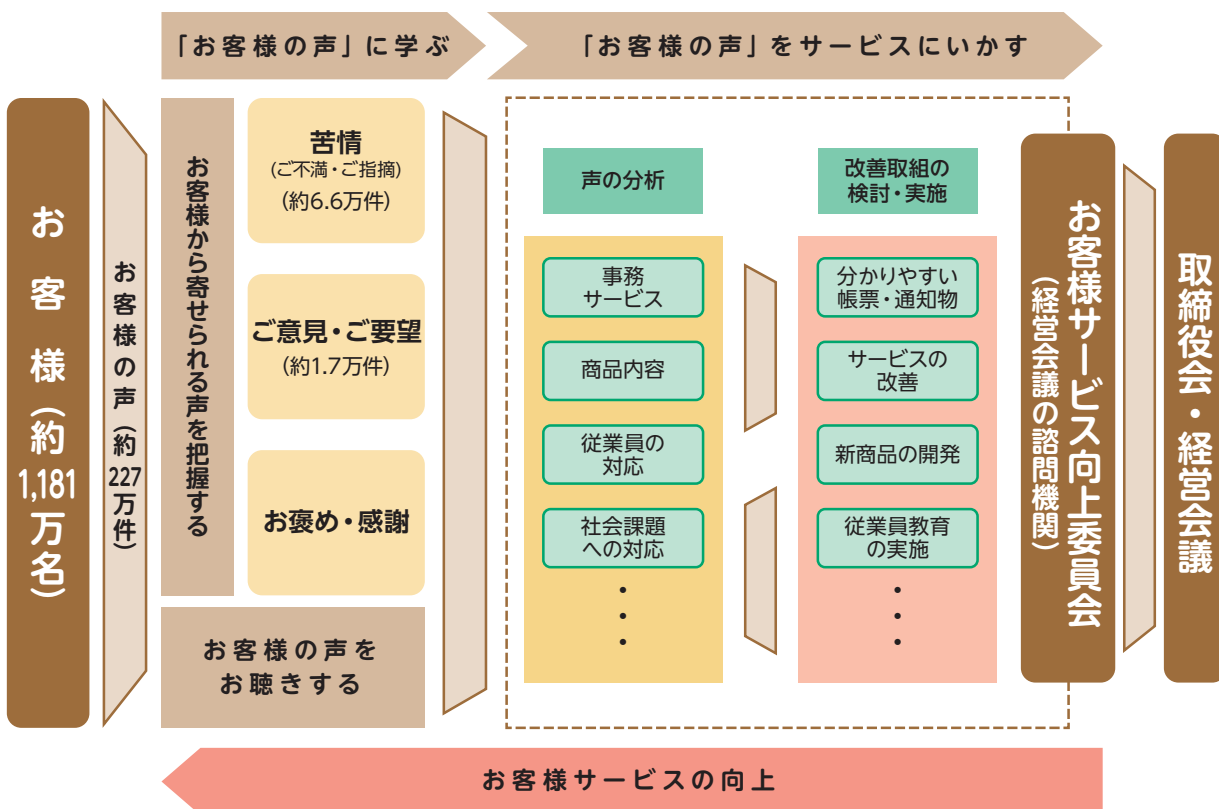 「お客様の声」に学ぶ
「お客様の声」をサービスにいかす
お客様(約1,181万名)
お客様の声(約227万件)
お客様から寄せられる声を把握する
苦情
(ご不満・ご指摘)
(約6.6万件)
ご意見・ご要望
(約1.7万件)
お褒め・感謝
お客様の声を
お聴きする
声の分析
事務
サービス
商品内容
従業員の
対応
社会課題
への対応
・
・
・
改善取組の
検討・実施
分かりやすい
帳票・通知物
サービスの
改善
新商品の開発
従業員教育
の実施
・
・
・
お客様サービス向上委員会
(経営会議の諮問機関)
取締役会・経営会議
お客様サービスの向上